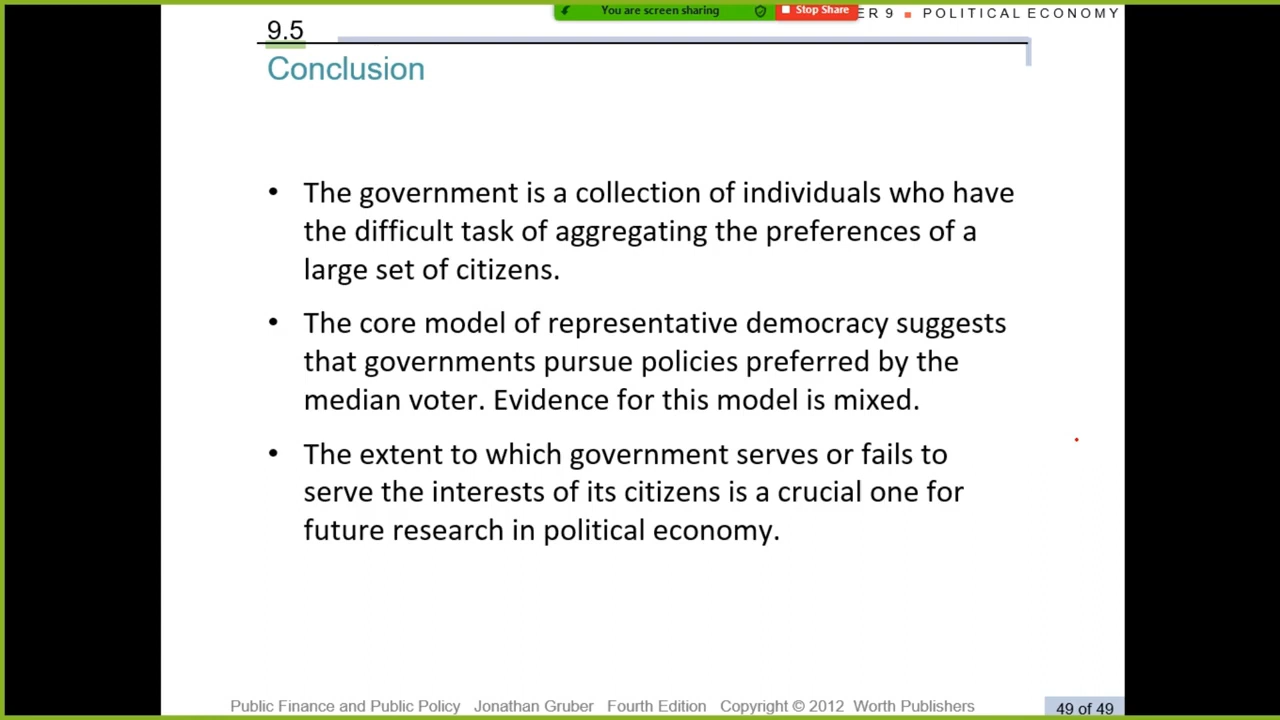 You are screen sharing
Stop Share
ER 9 ▪ POLITICAL ECONOMY
9.5
Conclusion
• The government is a collection of individuals who have
the difficult task of aggregating the preferences of a
large set of citizens.
• The core model of representative democracy suggests
that governments pursue policies preferred by the
median voter. Evidence for this model is mixed.
• The extent to which government serves or fails to
serve the interests of its citizens is a crucial one for
future research in political economy.
Public Finance and Public Policy Jonathan Gruber Fourth Edition Copyright © 2012 Worth Publishers
49 of 49